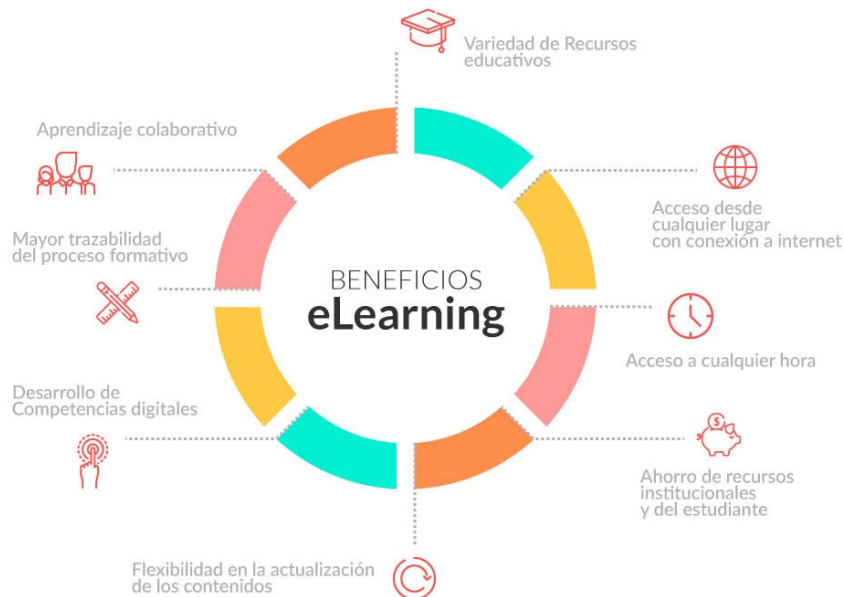 BENEFICIOS
eLearning
Variedad de Recursos
educativos
Acceso desde
cualquier lugar
con conexión a internet
Acceso a cualquier hora
Ahorro de recursos
institucionales
y del estudiante
Flexibilidad en la actualización
de los contenidos
Desarrollo de
Competencias digitales
Mayor trazabilidad
del proceso formativo
Aprendizaje colaborativo
$